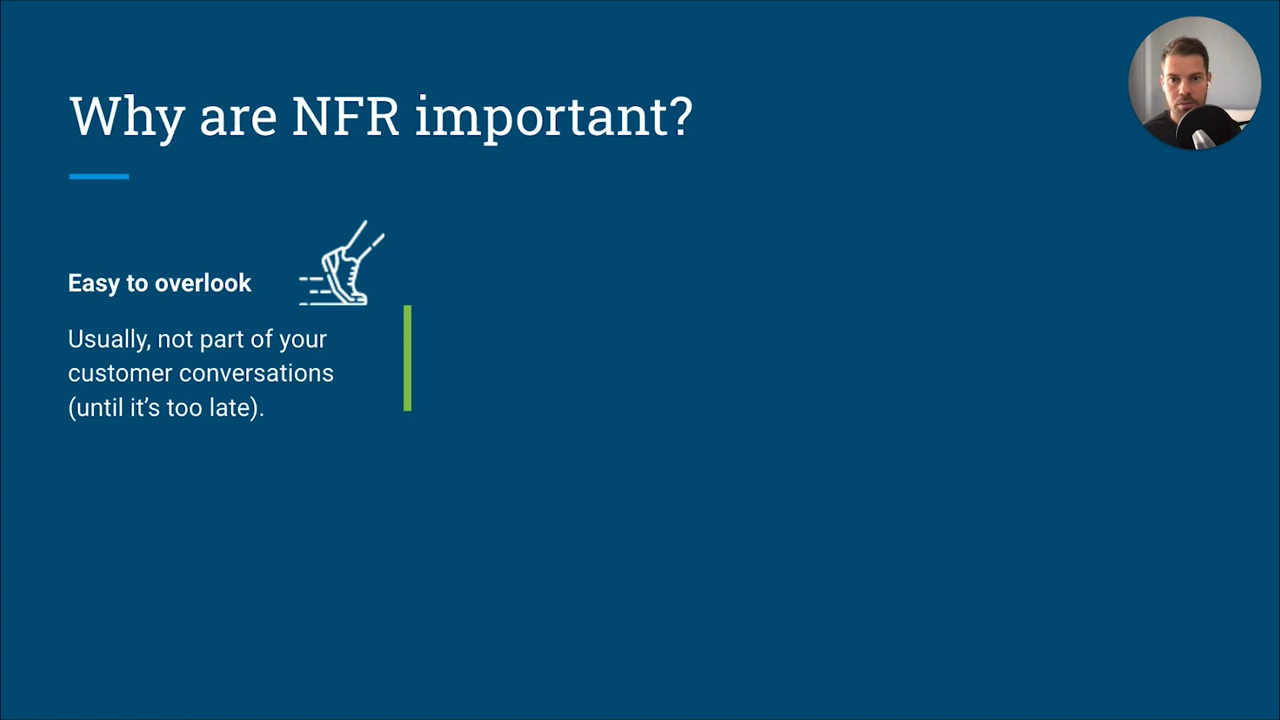 Why are NFR important?
Easy to overlook
Usually, not part of your
customer conversations
(until it’s too late).